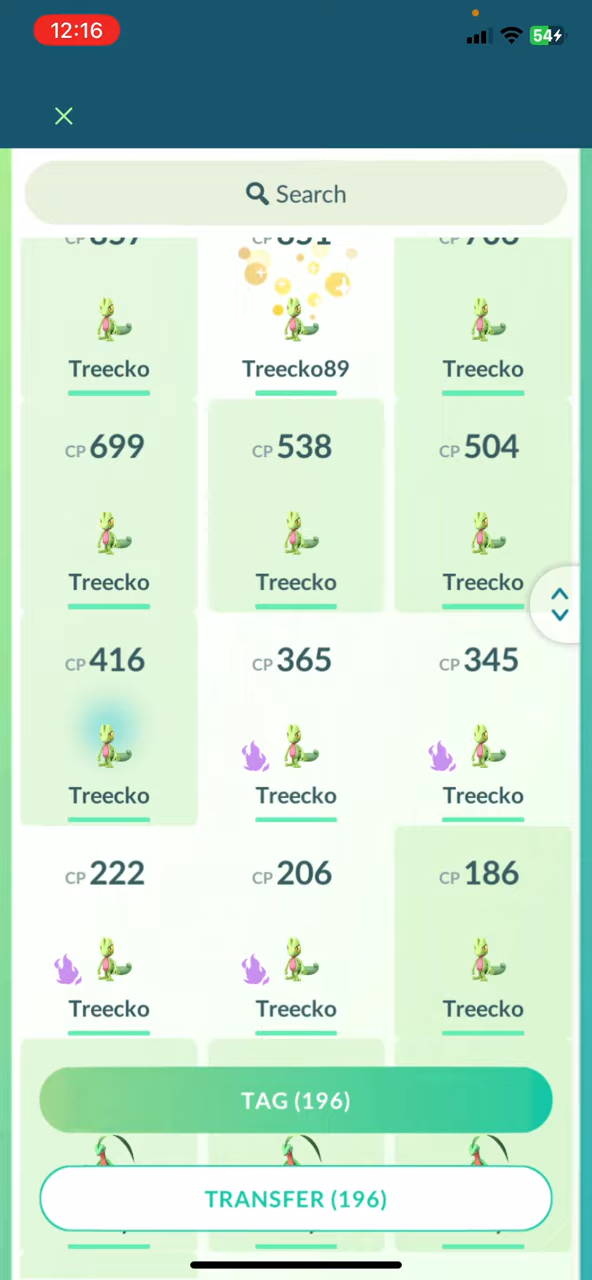 12:16
54
Search
Treecko
Treecko89
Treecko
CP 699
CP 538
CP 504
Treecko
Treecko
Treecko
CP 416
CP 365
CP 345
Treecko
Treecko
Treecko
CP 222
CP 206
CP 186
Treecko
Treecko
Treecko
TAG (196)
TRANSFER (196)